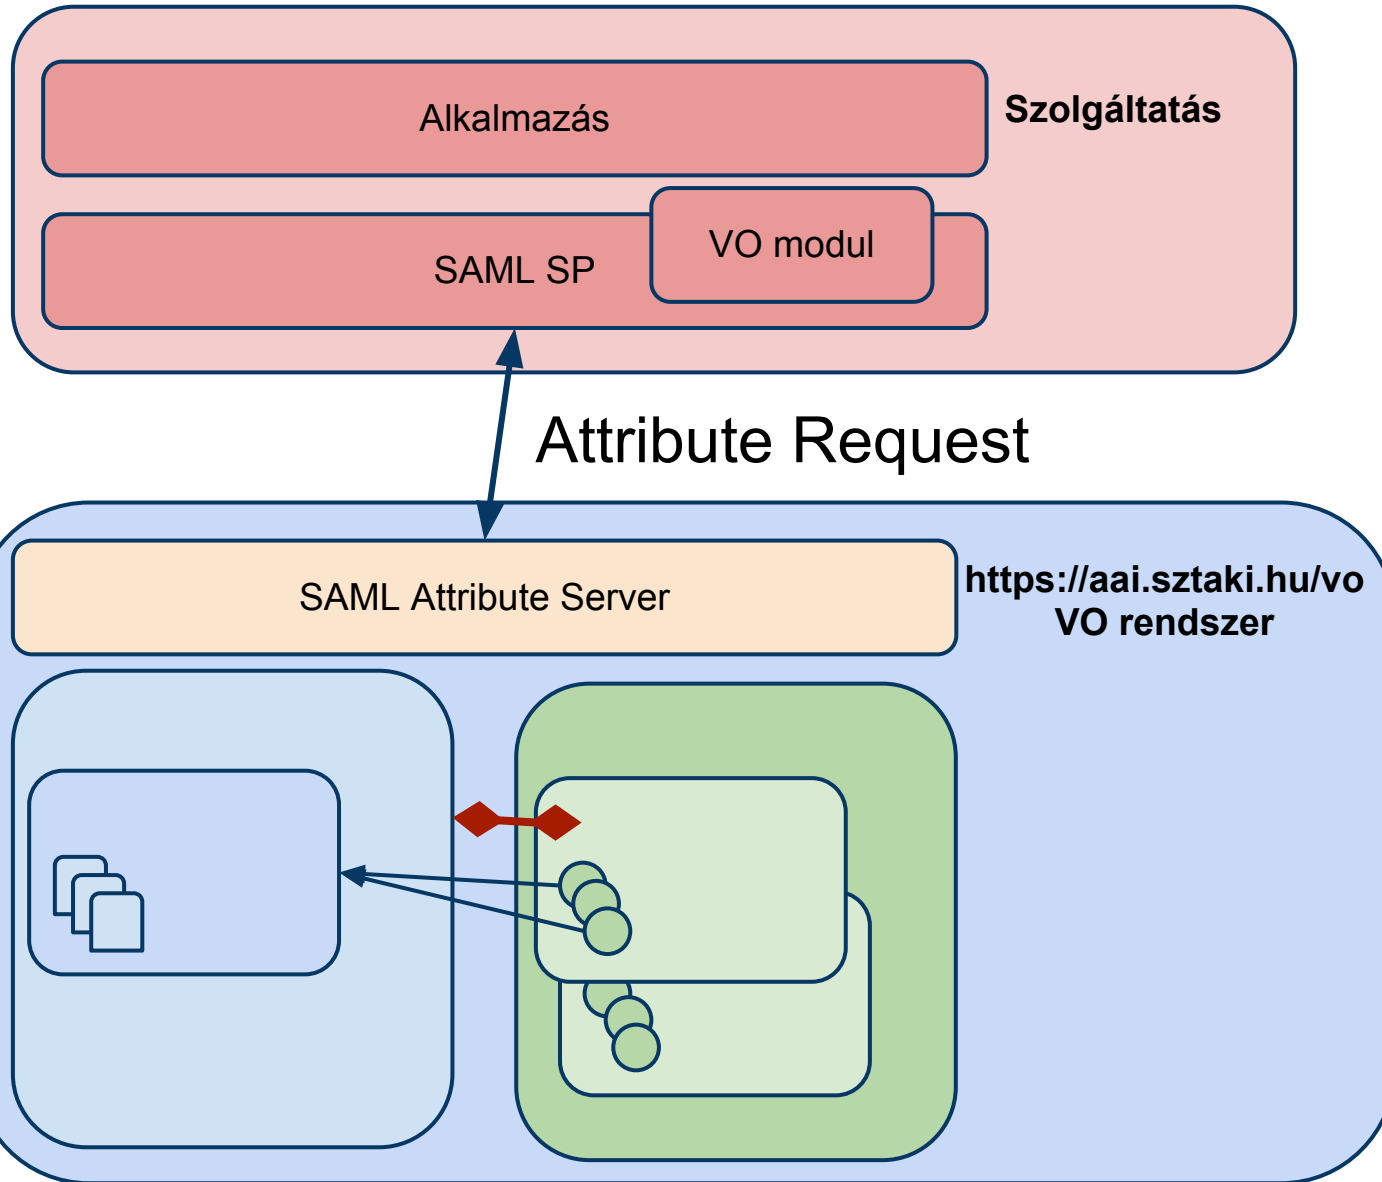 Alkalmazás
Szolgáltatás
VO modul
SAML SP
Attribute Request
SAML Attribute Server
https://aai.sztaki.hu/vo
VO rendszer